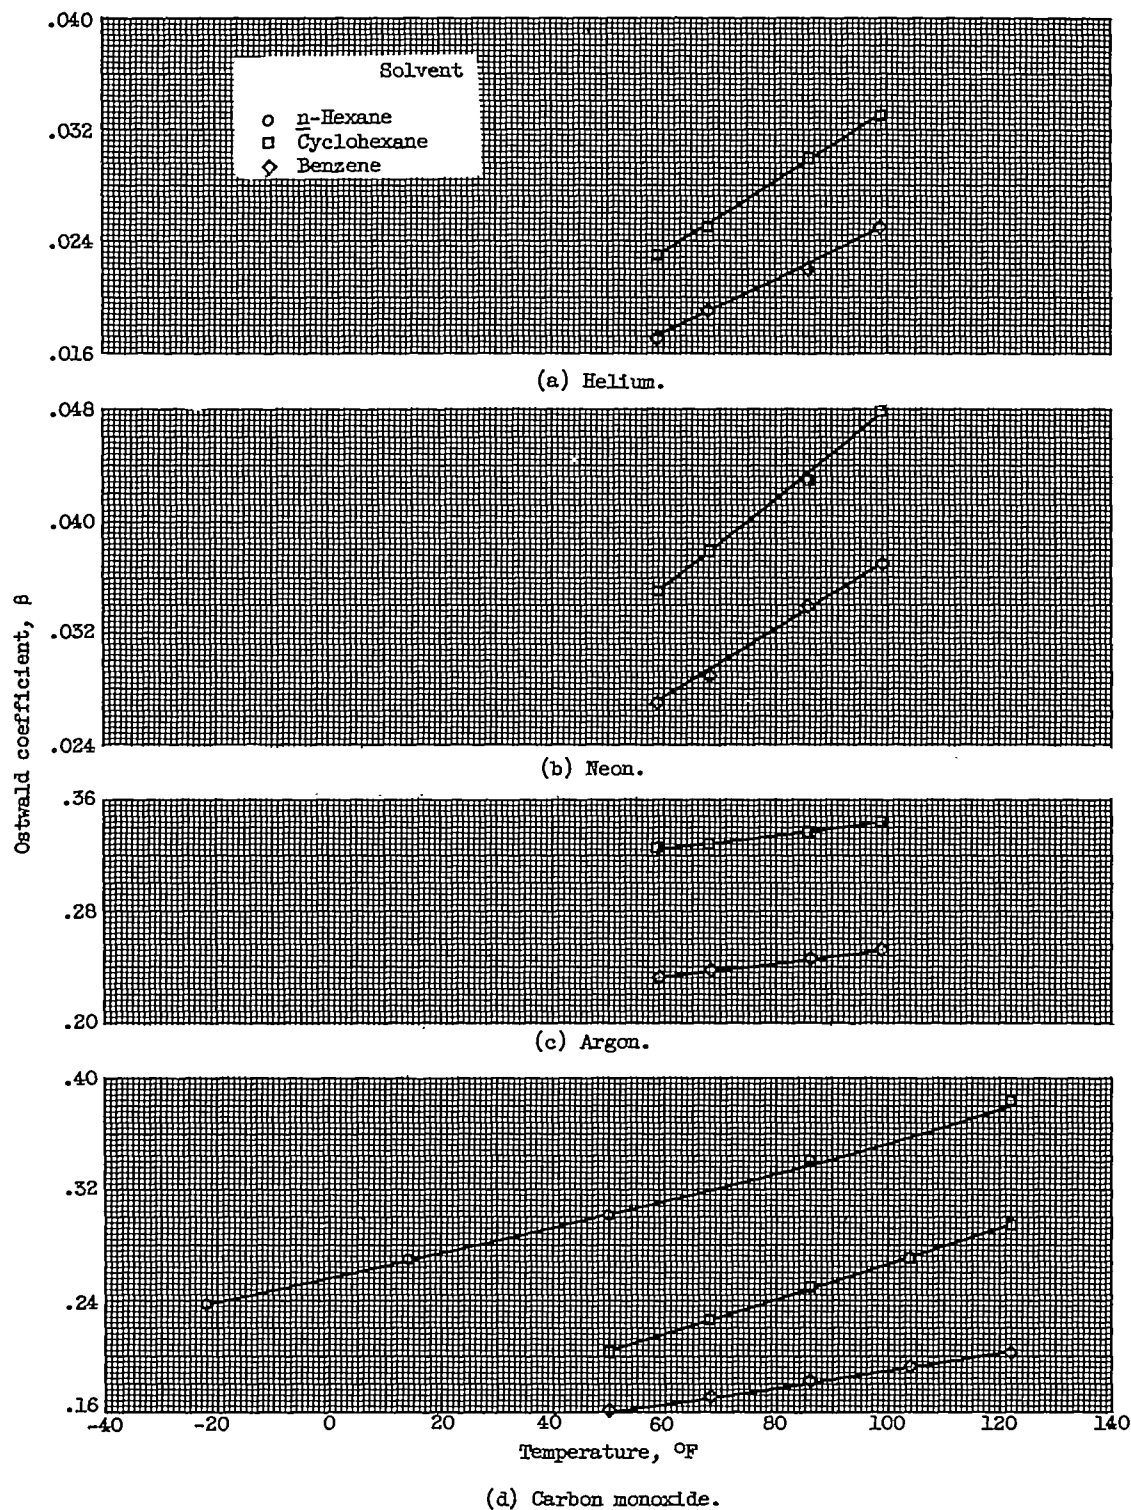 .040
Solvent
n-Hexane
Cyclohexane
Benzene
.032
.024
.016
(a) Helium.
.048
.040
.032
.024
(b) Neon.
Ostwald coefficient, β
.36
.28
.20
(c) Argon.
.40
.32
.24
.16
-40 -20 0 20 40 60 80 100 120 140
Temperature, °F
(d) Carbon monoxide.